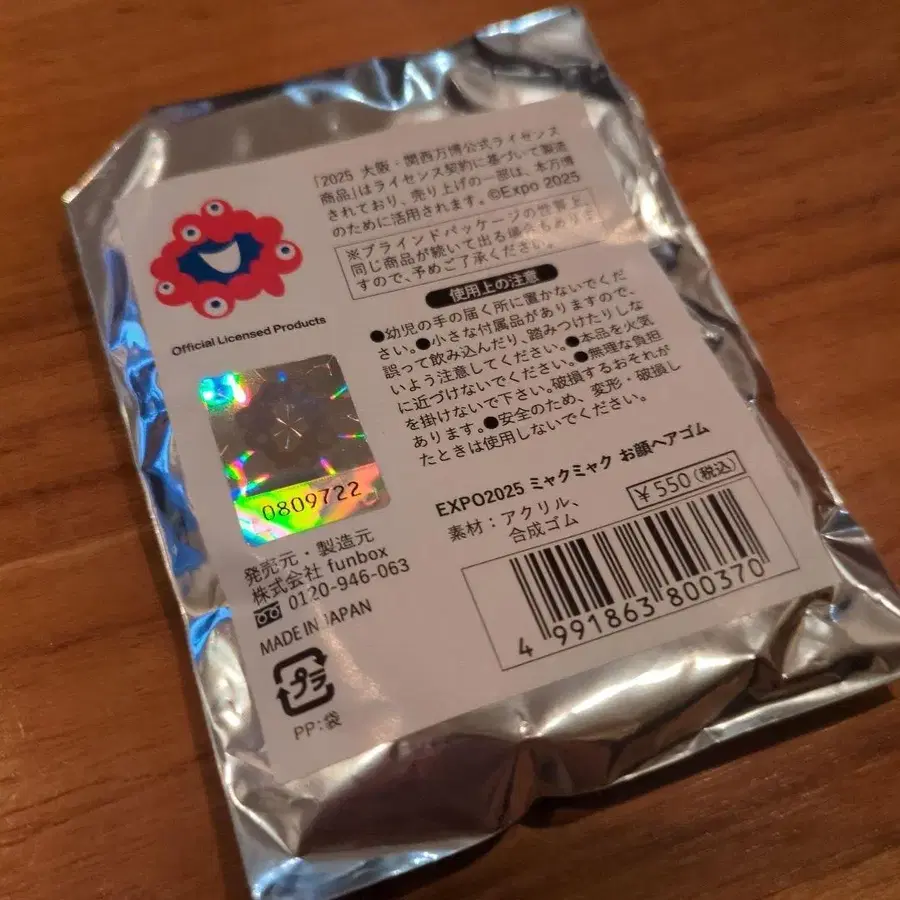 「2025 大阪・関西万博公式ライセンス
商品」はライセンス契約に基づいて製造
されており、売り上げの一部は、本万博
のために活用されます。©Expo 2025
※ブラインドパッケージの性質上、
同じ商品が続いて出る場合もありま
すので、予めご了承ください。
Official Licensed Products
使用上の注意
●幼児の手の届く所に置かないでくだ
さい。●小さな付属品がありますので、
誤って飲み込んだり、踏みつけたりしな
いよう注意してください。●本品を火気
に近づけないでください。●無理な負担
を掛けないで下さい。破損するおそれが
あります。●安全のため、変形・破損し
たときは使用しないでください。
0809722
EXPO2025 ミャクミャク お顔ヘアゴム
素材：アクリル、
合成ゴム
¥550(税込)
発売元・製造元
株式会社 funbox
0120-946-063
MADE IN JAPAN
プラ
PP:袋
4 991863 800370